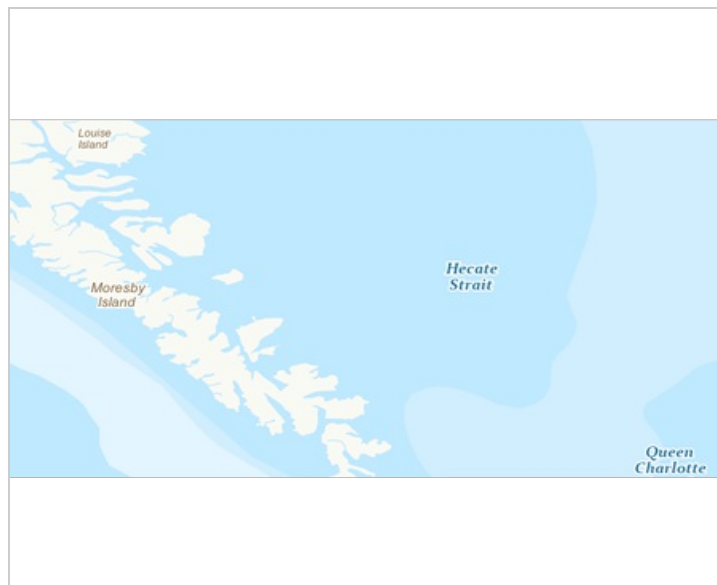 Louise
Island
Hecate
Strait
Moresby
Island
Queen
Charlotte